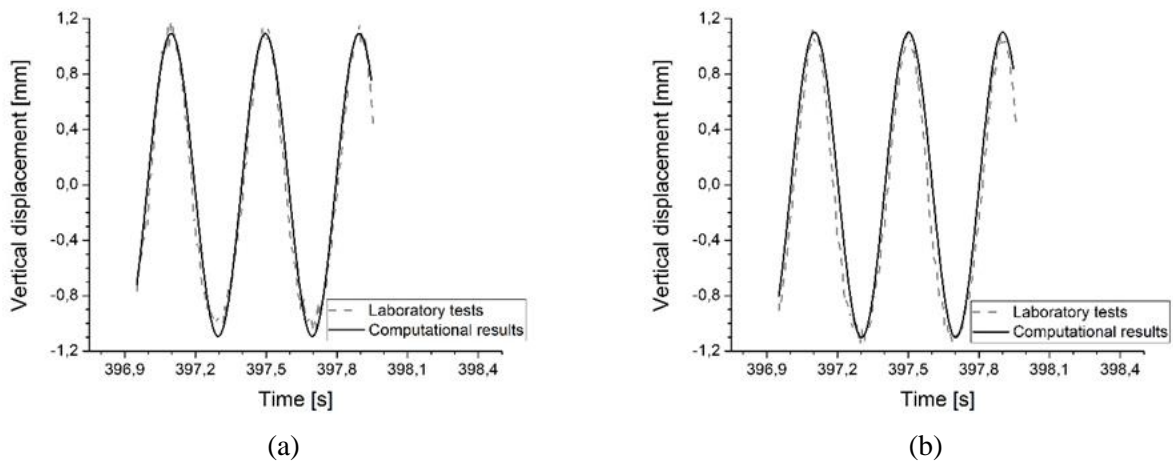 1,2
0,8
0,4
0,0
-0,4
-0,8
-1,2
Vertical displacement [mm]
Laboratory tests
Computational results
396,9 397,2 397,5 397,8 398,1 398,4
Time [s]
(a)
1,2
0,8
0,4
0,0
-0,4
-0,8
-1,2
Vertical displacement [mm]
Laboratory tests
Computational results
396,9 397,2 397,5 397,8 398,1 398,4
Time [s]
(b)